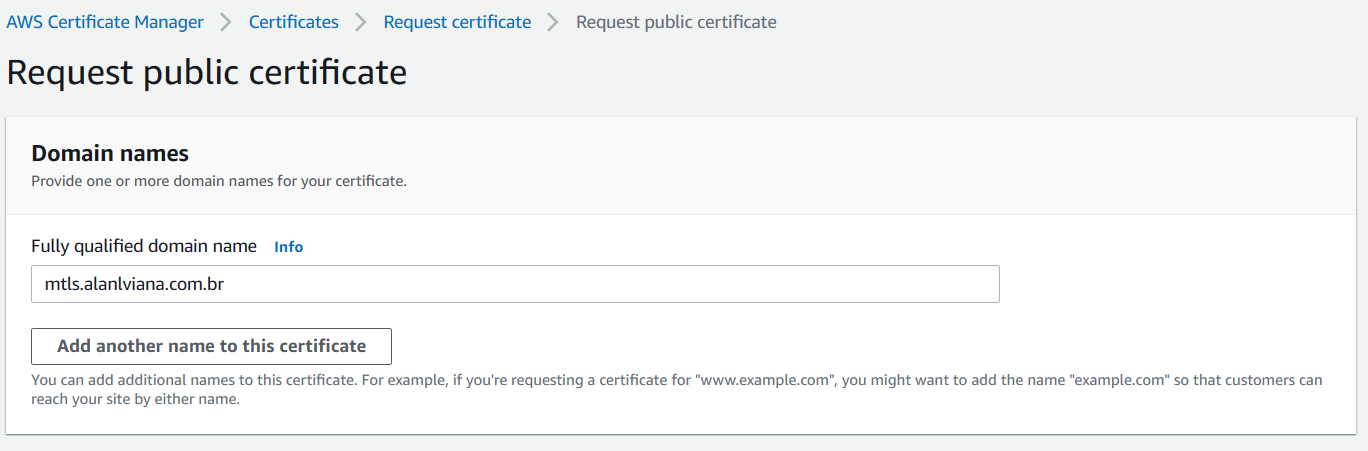 AWS Certificate Manager > Certificates > Request certificate > Request public certificate
Request public certificate
Domain names
Provide one or more domain names for your certificate.
Fully qualified domain name Info
mtls.alanlviana.com.br
Add another name to this certificate
You can add additional names to this certificate. For example, if you're requesting a certificate for "www.example.com", you might want to add the name "example.com" so that customers can
reach your site by either name.